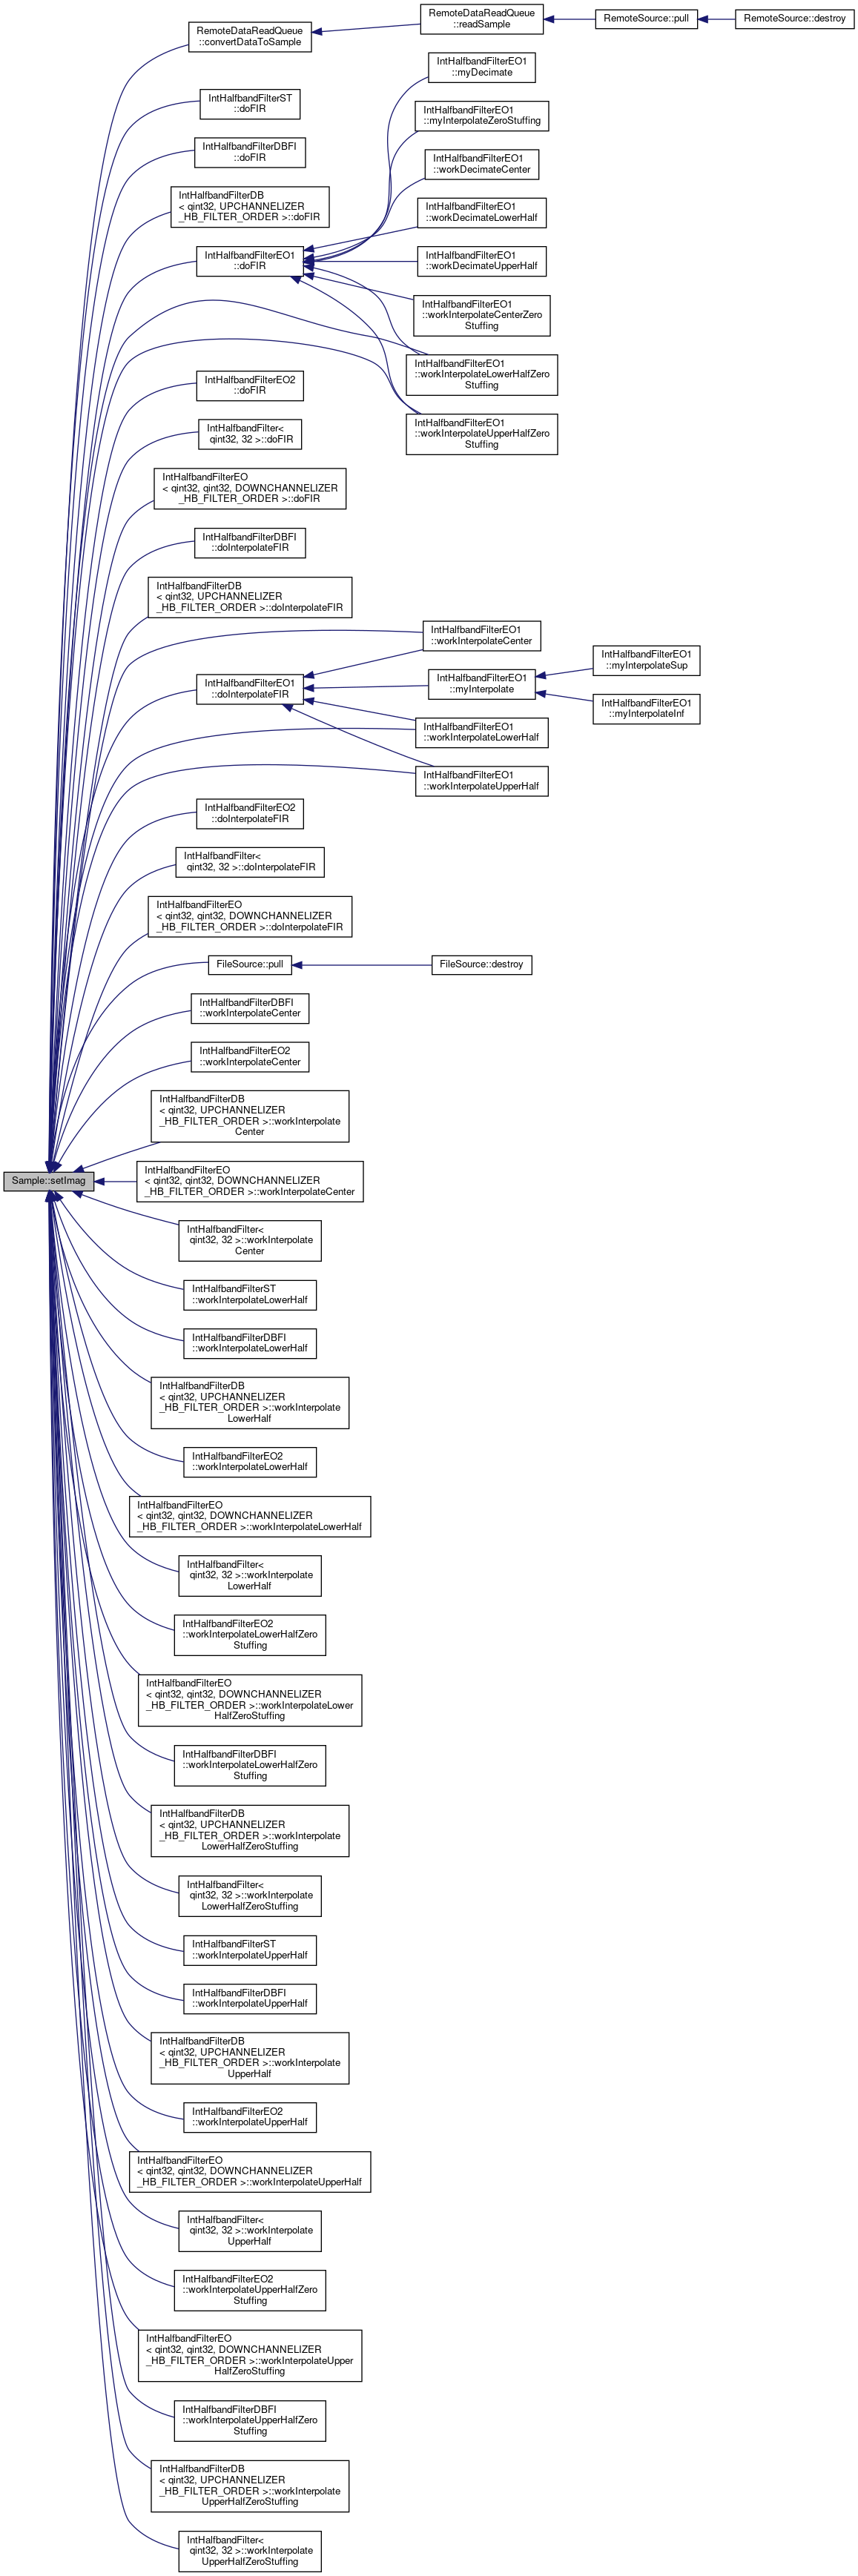 RemoteDataReadQueue
::convertDataToSample
RemoteDataReadQueue
::readSample
RemoteSource::pull
RemoteSource::destroy
IntHalfbandFilterST
::doFIR
IntHalfbandFilterDBFI
::doFIR
IntHalfbandFilterDB
< qint32, UPCHANNELIZER
_HB_FILTER_ORDER >::doFIR
IntHalfbandFilterEO1
::doFIR
IntHalfbandFilterEO1
::myDecimate
IntHalfbandFilterEO1
::myInterpolateZeroStuffing
IntHalfbandFilterEO1
::workDecimateCenter
IntHalfbandFilterEO1
::workDecimateLowerHalf
IntHalfbandFilterEO1
::workDecimateUpperHalf
IntHalfbandFilterEO1
::workInterpolateCenterZero
Stuffing
IntHalfbandFilterEO1
::workInterpolateLowerHalfZero
Stuffing
IntHalfbandFilterEO1
::workInterpolateUpperHalfZero
Stuffing
IntHalfbandFilterEO2
::doFIR
IntHalfbandFilter<
qint32, 32 >::doFIR
IntHalfbandFilterEO
< qint32, qint32, DOWNCHANNELIZER
_HB_FILTER_ORDER >::doFIR
IntHalfbandFilterDBFI
::doInterpolateFIR
IntHalfbandFilterDB
< qint32, UPCHANNELIZER
_HB_FILTER_ORDER >::doInterpolateFIR
IntHalfbandFilterEO1
::doInterpolateFIR
IntHalfbandFilterEO1
::workInterpolateCenter
IntHalfbandFilterEO1
::myInterpolate
IntHalfbandFilterEO1
::myInterpolateSup
IntHalfbandFilterEO1
::myInterpolateInf
IntHalfbandFilterEO1
::workInterpolateLowerHalf
IntHalfbandFilterEO1
::workInterpolateUpperHalf
IntHalfbandFilterEO2
::doInterpolateFIR
IntHalfbandFilter<
qint32, 32 >::doInterpolateFIR
IntHalfbandFilterEO
< qint32, qint32, DOWNCHANNELIZER
_HB_FILTER_ORDER >::doInterpolateFIR
FileSource::pull
FileSource::destroy
IntHalfbandFilterDBFI
::workInterpolateCenter
IntHalfbandFilterEO2
::workInterpolateCenter
IntHalfbandFilterDB
< qint32, UPCHANNELIZER
_HB_FILTER_ORDER >::workInterpolate
Center
Sample::setImag
IntHalfbandFilterEO
< qint32, qint32, DOWNCHANNELIZER
_HB_FILTER_ORDER >::workInterpolateCenter
IntHalfbandFilter<
qint32, 32 >::workInterpolate
Center
IntHalfbandFilterST
::workInterpolateLowerHalf
IntHalfbandFilterDBFI
::workInterpolateLowerHalf
IntHalfbandFilterDB
< qint32, UPCHANNELIZER
_HB_FILTER_ORDER >::workInterpolate
LowerHalf
IntHalfbandFilterEO2
::workInterpolateLowerHalf
IntHalfbandFilterEO
< qint32, qint32, DOWNCHANNELIZER
_HB_FILTER_ORDER >::workInterpolateLowerHalf
IntHalfbandFilter<
qint32, 32 >::workInterpolate
LowerHalf
IntHalfbandFilterEO2
::workInterpolateLowerHalfZero
Stuffing
IntHalfbandFilterEO
< qint32, qint32, DOWNCHANNELIZER
_HB_FILTER_ORDER >::workInterpolateLower
HalfZeroStuffing
IntHalfbandFilterDBFI
::workInterpolateLowerHalfZero
Stuffing
IntHalfbandFilterDB
< qint32, UPCHANNELIZER
_HB_FILTER_ORDER >::workInterpolate
LowerHalfZeroStuffing
IntHalfbandFilter<
qint32, 32 >::workInterpolate
LowerHalfZeroStuffing
IntHalfbandFilterST
::workInterpolateUpperHalf
IntHalfbandFilterDBFI
::workInterpolateUpperHalf
IntHalfbandFilterDB
< qint32, UPCHANNELIZER
_HB_FILTER_ORDER >::workInterpolate
UpperHalf
IntHalfbandFilterEO2
::workInterpolateUpperHalf
IntHalfbandFilterEO
< qint32, qint32, DOWNCHANNELIZER
_HB_FILTER_ORDER >::workInterpolateUpperHalf
IntHalfbandFilter<
qint32, 32 >::workInterpolate
UpperHalf
IntHalfbandFilterEO2
::workInterpolateUpperHalfZero
Stuffing
IntHalfbandFilterEO
< qint32, qint32, DOWNCHANNELIZER
_HB_FILTER_ORDER >::workInterpolateUpper
HalfZeroStuffing
IntHalfbandFilterDBFI
::workInterpolateUpperHalfZero
Stuffing
IntHalfbandFilterDB
< qint32, UPCHANNELIZER
_HB_FILTER_ORDER >::workInterpolate
UpperHalfZeroStuffing
IntHalfbandFilter<
qint32, 32 >::workInterpolate
UpperHalfZeroStuffing